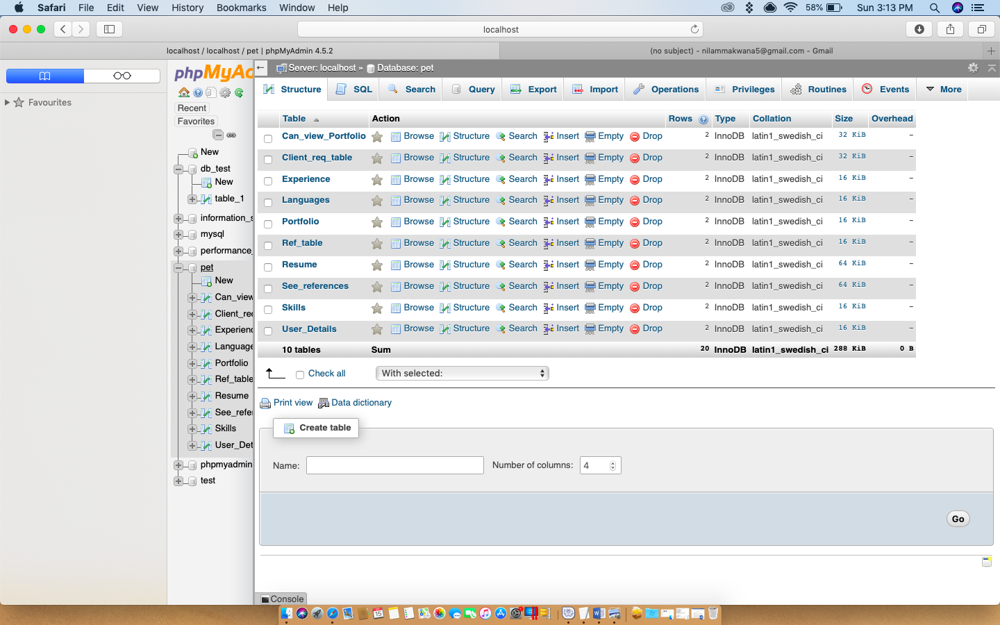 Safari File Edit View History Bookmarks Window Help 58% Sun 3:13 PM
localhost
localhost / localhost / pet | phpMyAdmin 4.5.2 (no subject) - nilammakwana5@gmail.com - Gmail
Favourites
phpMyAd
Recent
Favorites
New
db_test
New
table_1
information_s
mysql
performance_
pet
New
Can_view
Client_req
Experienc
Language
Portfolio
Ref_table
Resume
See_refer
Skills
User_Det
phpmyadmin
test
Server: localhost » Database: pet
Structure SQL Search Query Export Import Operations Privileges Routines Events More
Table Action Rows Type Collation Size Overhead
Can_view_Portfolio Browse Structure Search Insert Empty Drop 2 InnoDB latin1_swedish_ci 32 KiB -
Client_req_table Browse Structure Search Insert Empty Drop 2 InnoDB latin1_swedish_ci 32 KiB -
Experience Browse Structure Search Insert Empty Drop 2 InnoDB latin1_swedish_ci 16 KiB -
Languages Browse Structure Search Insert Empty Drop 2 InnoDB latin1_swedish_ci 16 KiB -
Portfolio Browse Structure Search Insert Empty Drop 2 InnoDB latin1_swedish_ci 16 KiB -
Ref_table Browse Structure Search Insert Empty Drop 2 InnoDB latin1_swedish_ci 16 KiB -
Resume Browse Structure Search Insert Empty Drop 2 InnoDB latin1_swedish_ci 64 KiB -
See_references Browse Structure Search Insert Empty Drop 2 InnoDB latin1_swedish_ci 64 KiB -
Skills Browse Structure Search Insert Empty Drop 2 InnoDB latin1_swedish_ci 16 KiB -
User_Details Browse Structure Search Insert Empty Drop 2 InnoDB latin1_swedish_ci 16 KiB -
10 tables Sum 20 InnoDB latin1_swedish_ci 288 KiB 0 B
Check all With selected:
Print view Data dictionary
Create table
Name: Number of columns: 4
Go
Console
15